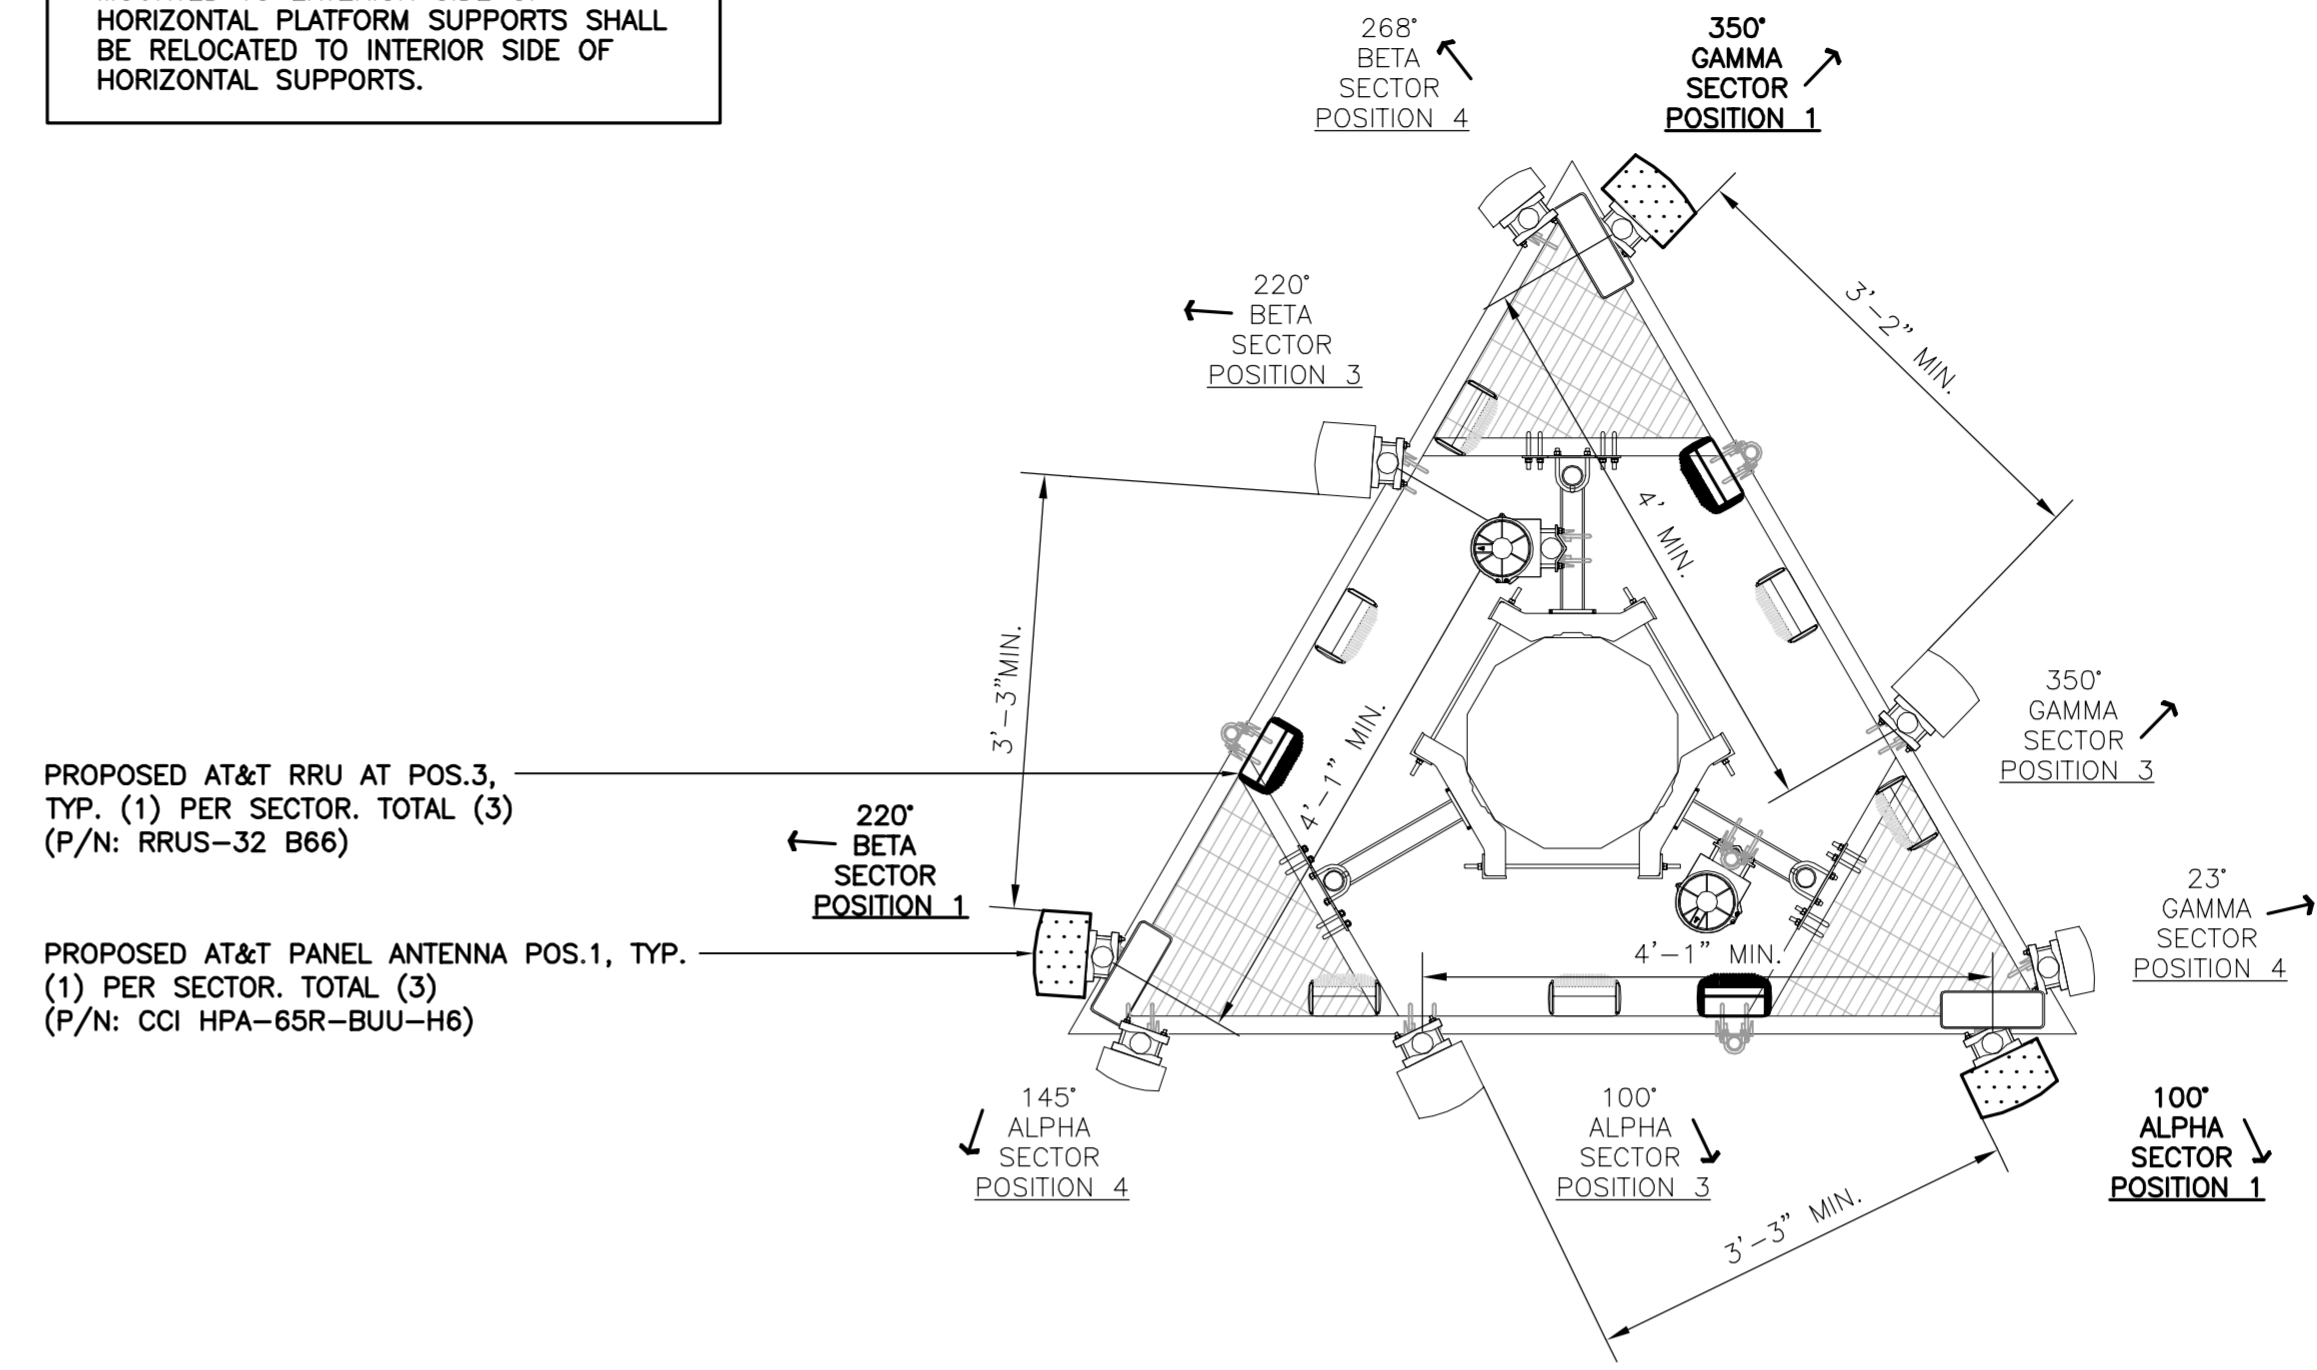 HORIZONTAL PLATFORM SUPPORTS SHALL
BE RELOCATED TO INTERIOR SIDE OF
HORIZONTAL SUPPORTS.
268°
BETA
SECTOR
POSITION 4
350°
GAMMA
SECTOR
POSITION 1
220°
BETA
SECTOR
POSITION 3
3'-2" MIN.
4' MIN.
3'-3"MIN.
4'-1" MIN.
350°
GAMMA
SECTOR
POSITION 3
PROPOSED AT&T RRU AT POS.3,
TYP. (1) PER SECTOR. TOTAL (3)
(P/N: RRUS-32 B66)
220°
BETA
SECTOR
POSITION 1
23°
GAMMA
SECTOR
POSITION 4
PROPOSED AT&T PANEL ANTENNA POS.1, TYP.
(1) PER SECTOR. TOTAL (3)
(P/N: CCI HPA-65R-BUU-H6)
4'-1" MIN.
145°
ALPHA
SECTOR
POSITION 4
100°
ALPHA
SECTOR
POSITION 3
100°
ALPHA
SECTOR
POSITION 1
3'-3" MIN.